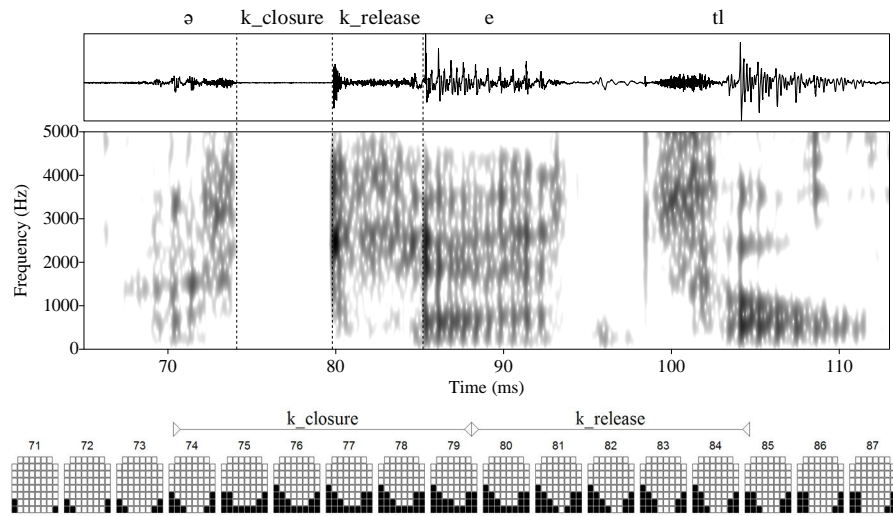 ə k_closure k_release e tl
5000
4000
3000
2000
1000
0
Frequency (Hz)
70 80 90 100 110
Time (ms)
k_closure k_release
71 72 73 74 75 76 77 78 79 80 81 82 83 84 85 86 87